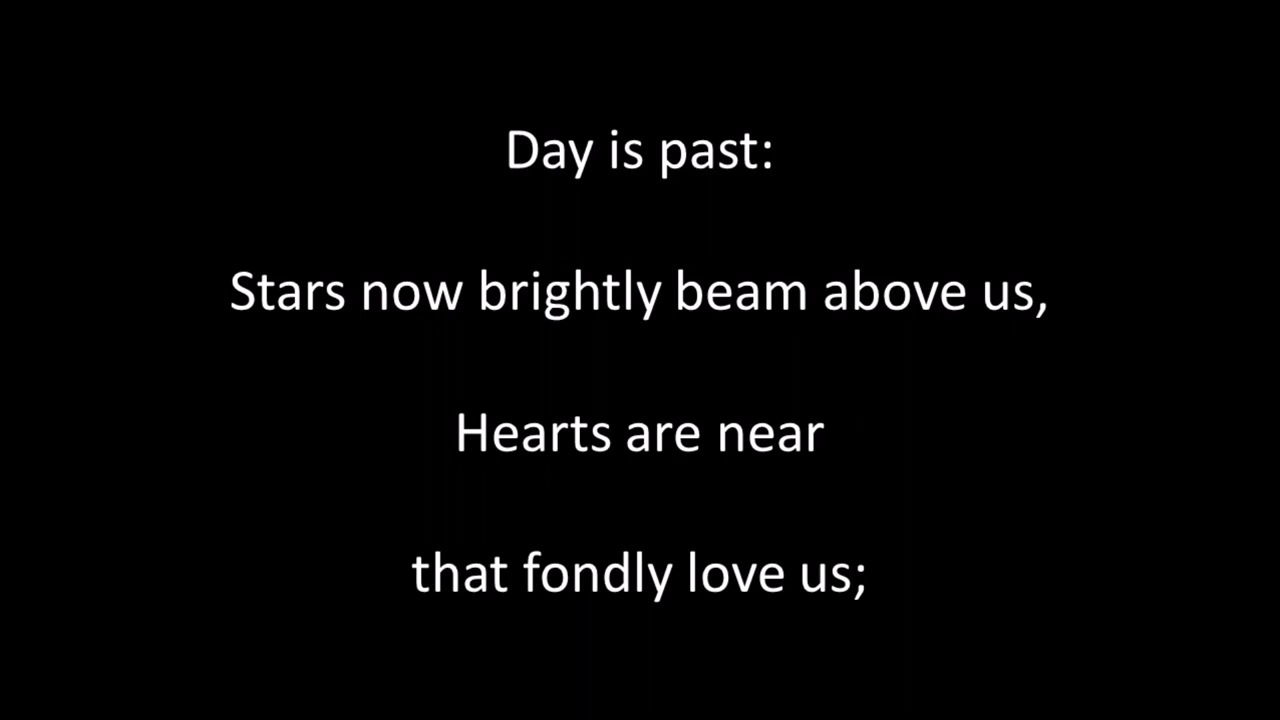 Day is past:
Stars now brightly beam above us,
Hearts are near
that fondly love us;